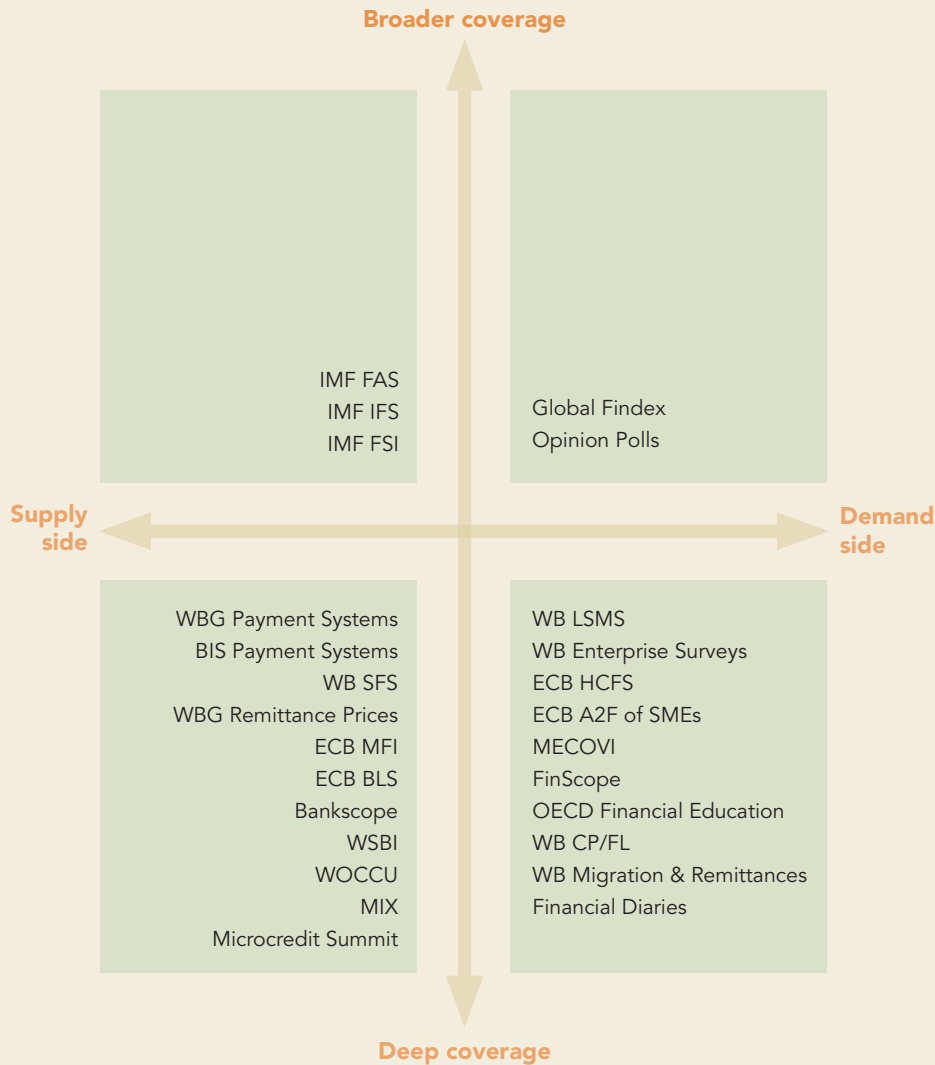 Broader coverage
IMF FAS
IMF IFS
IMF FSI
Global Findex
Opinion Polls
Supply
side
Demand
side
WBG Payment Systems
BIS Payment Systems
WB SFS
WBG Remittance Prices
ECB MFI
ECB BLS
Bankscope
WSBI
WOCCU
MIX
Microcredit Summit
WB LSMS
WB Enterprise Surveys
ECB HCFS
ECB A2F of SMEs
MECOVI
FinScope
OECD Financial Education
WB CP/FL
WB Migration & Remittances
Financial Diaries
Deep coverage